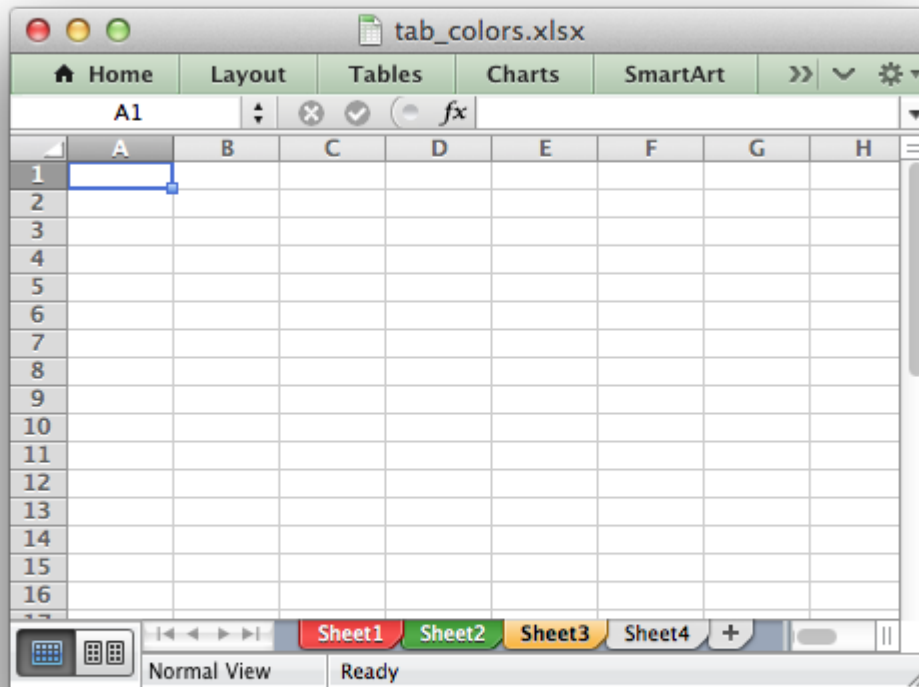 tab_colors.xlsx
Home Layout Tables Charts SmartArt
A1 fx
A B C D E F G H
1
2
3
4
5
6
7
8
9
10
11
12
13
14
15
16
17
Sheet1 Sheet2 Sheet3 Sheet4 +
Normal View Ready